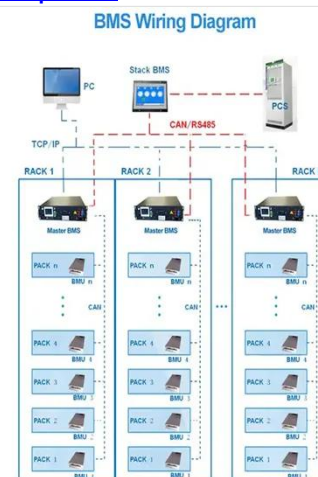 BMS Wiring Diagram
Stack BMS
PC
PCS
CAN/RS485
TCP/IP
RACK 1
RACK 2
RACK
Master BMS
Master BMS
Master BMS
PACK n
BMU n
PACK n
BMU n
PACK n
BMU n
CAN
CAN
CAN
PACK 4
BMU 4
PACK 4
BMU 4
PACK 4
BMU 4
PACK 3
BMU 3
PACK 3
BMU 3
PACK 3
BMU 3
PACK 2
BMU 2
PACK 2
BMU 2
PACK 2
BMU 2
PACK 1
PACK 1
PACK 1